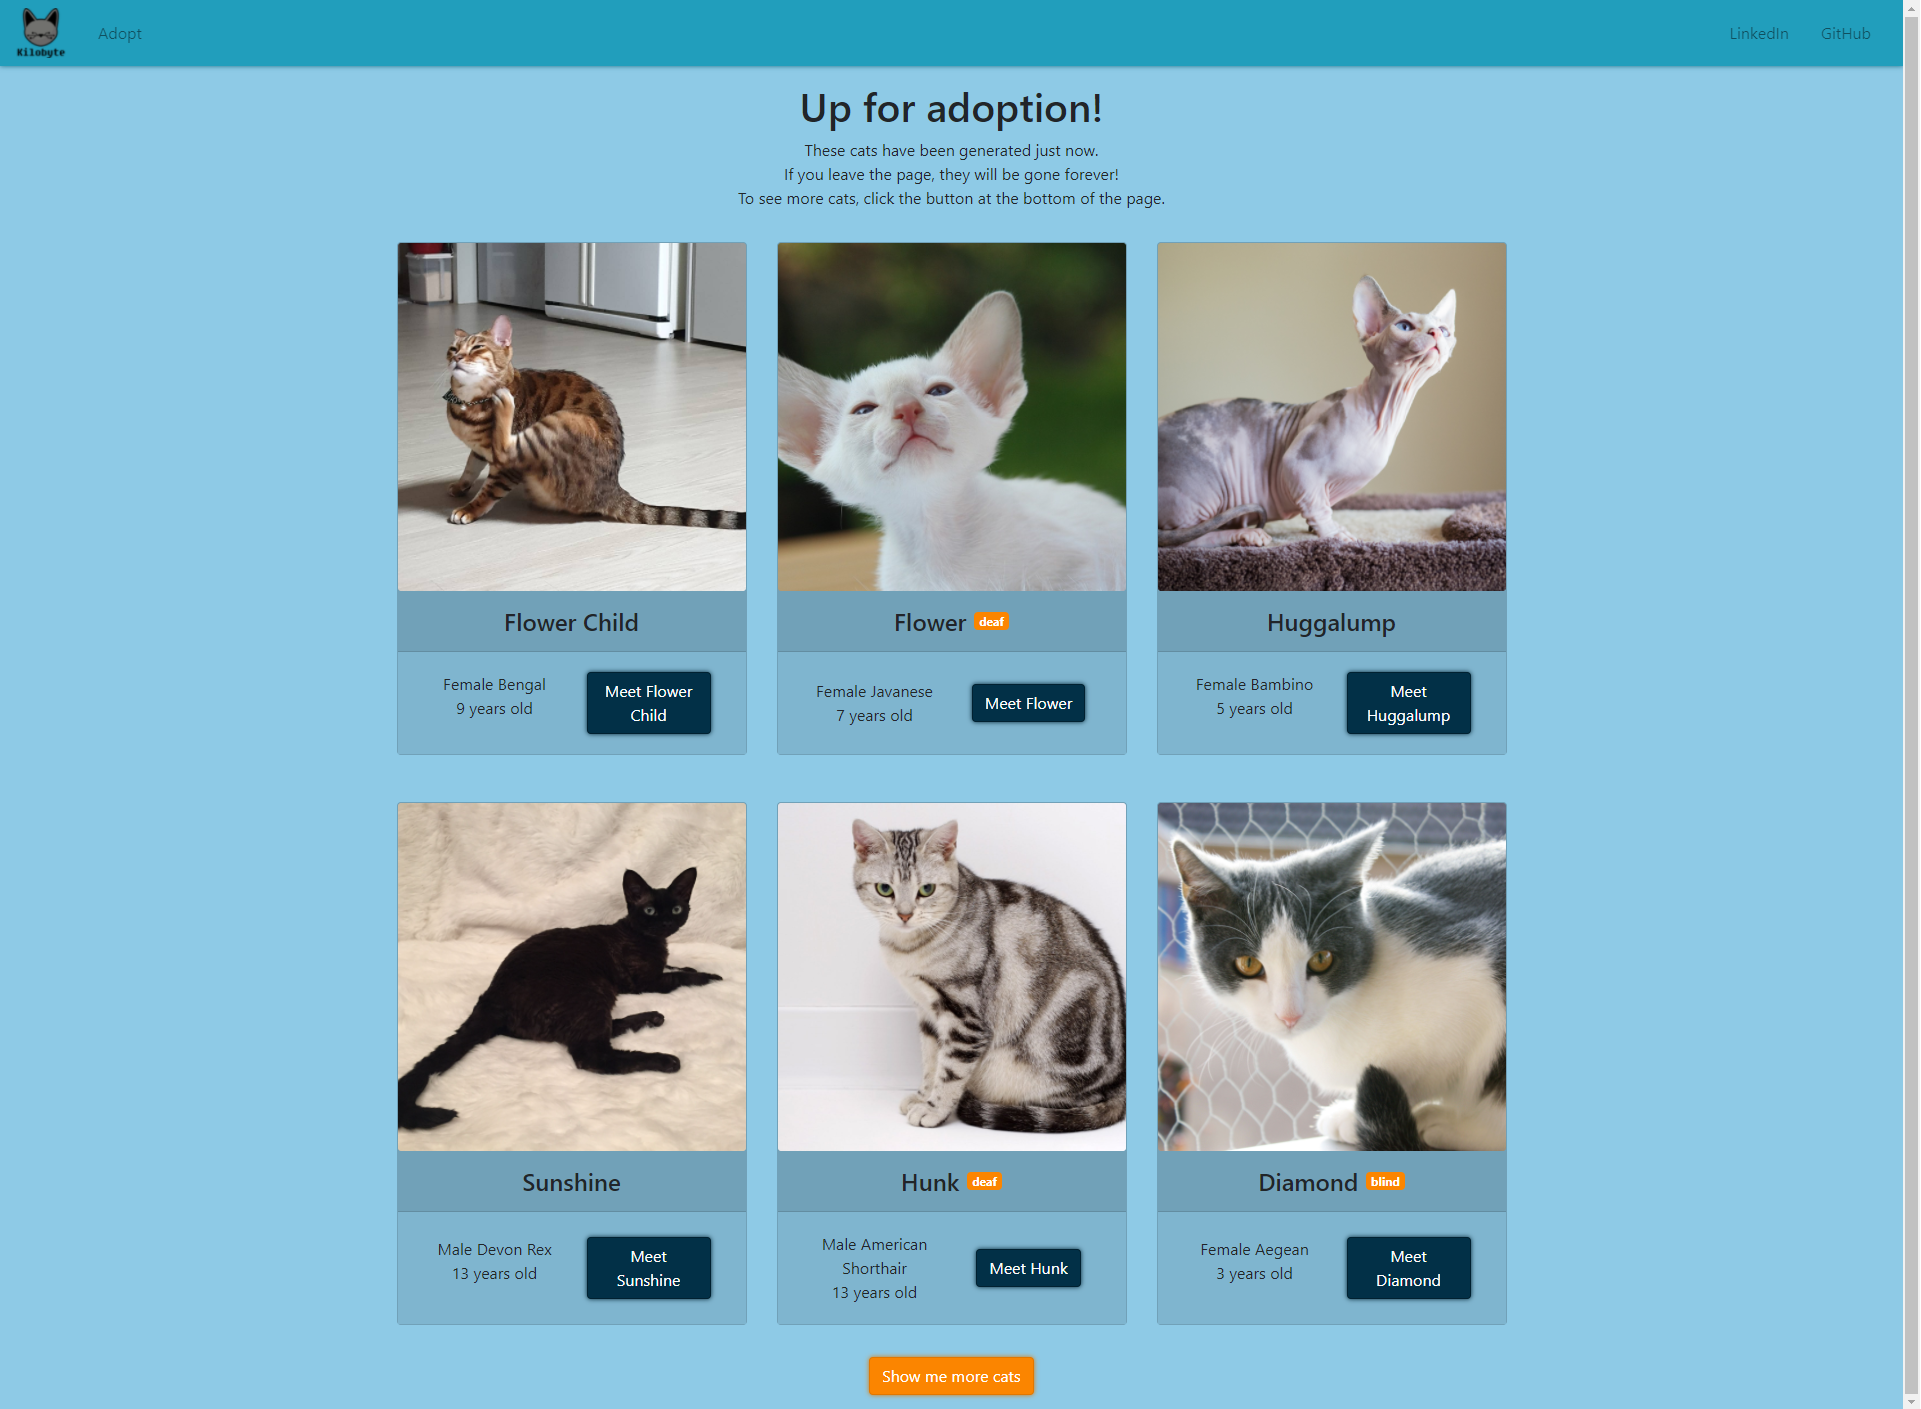 Kilobyte
Adopt
LinkedIn
GitHub
Up for adoption!
These cats have been generated just now.
If you leave the page, they will be gone forever!
To see more cats, click the button at the bottom of the page.
Flower Child
Female Bengal
9 years old
Meet Flower
Child
Flower deaf
Female Javanese
7 years old
Meet Flower
Huggalump
Female Bambino
5 years old
Meet
Huggalump
Sunshine
Male Devon Rex
13 years old
Meet
Sunshine
Hunk deaf
Male American
Shorthair
13 years old
Meet Hunk
Diamond blind
Female Aegean
3 years old
Meet
Diamond
Show me more cats